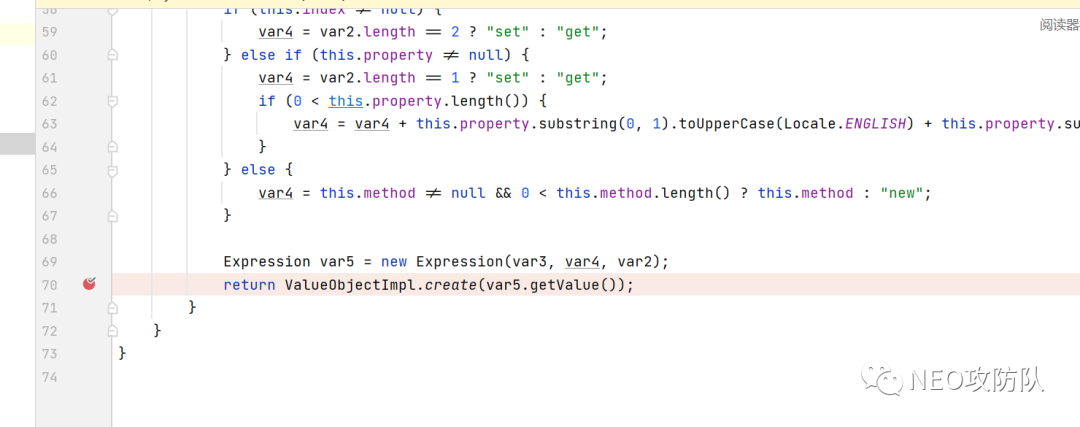 阅读器
58 if (this.index ≠ null) {
59 var4 = var2.length == 2 ? "set" : "get";
60 } else if (this.property ≠ null) {
61 var4 = var2.length == 1 ? "set" : "get";
62 if (0 < this.property.length()) {
63 var4 = var4 + this.property.substring(0, 1).toUpperCase(Locale.ENGLISH) + this.property.su
64 }
65 } else {
66 var4 = this.method ≠ null && 0 < this.method.length() ? this.method : "new";
67 }
68
69 Expression var5 = new Expression(var3, var4, var2);
70 return ValueObjectImpl.create(var5.getValue());
71 }
72 }
73 }
74
NEO攻防队